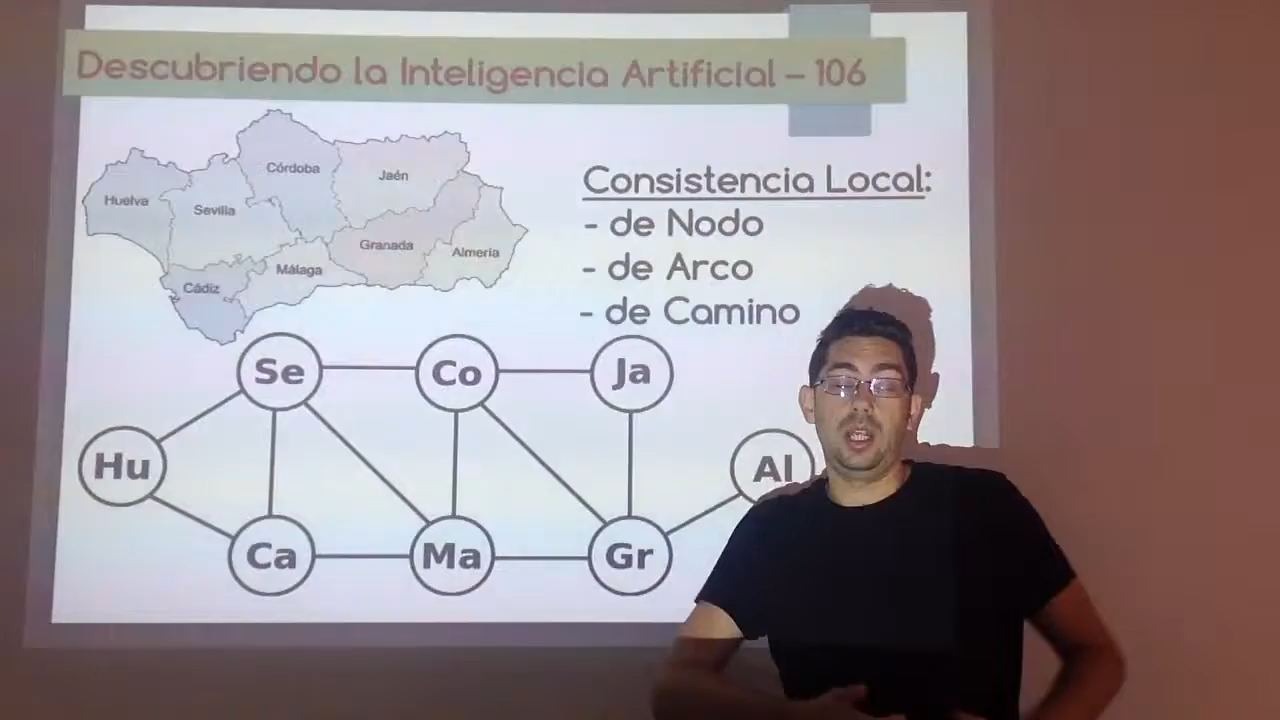 Descubriendo la Inteligencia Artificial – 106
Córdoba
Jaén
Huelva
Sevilla
Granada
Almería
Málaga
Cádiz
Consistencia Local:
- de Nodo
- de Arco
- de Camino
Se
Co
Ja
Hu
Al
Ca
Ma
Gr